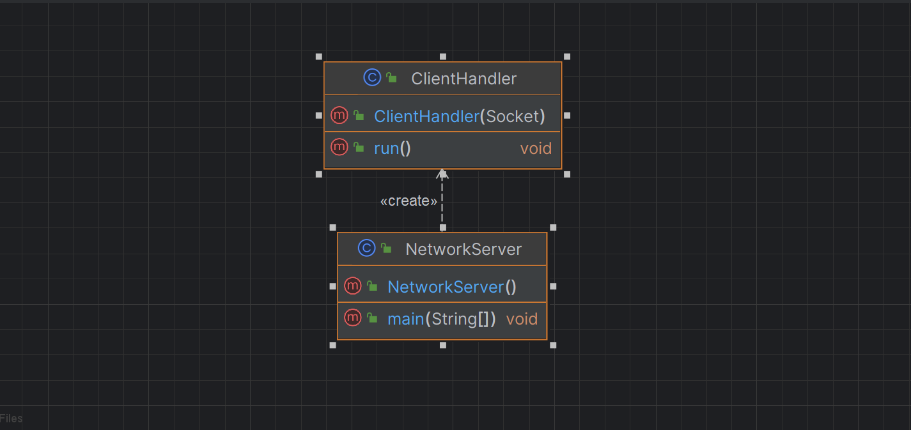 ClientHandler
ClientHandler(Socket)
run() void
«create»
NetworkServer
NetworkServer()
main(String[]) void
Files